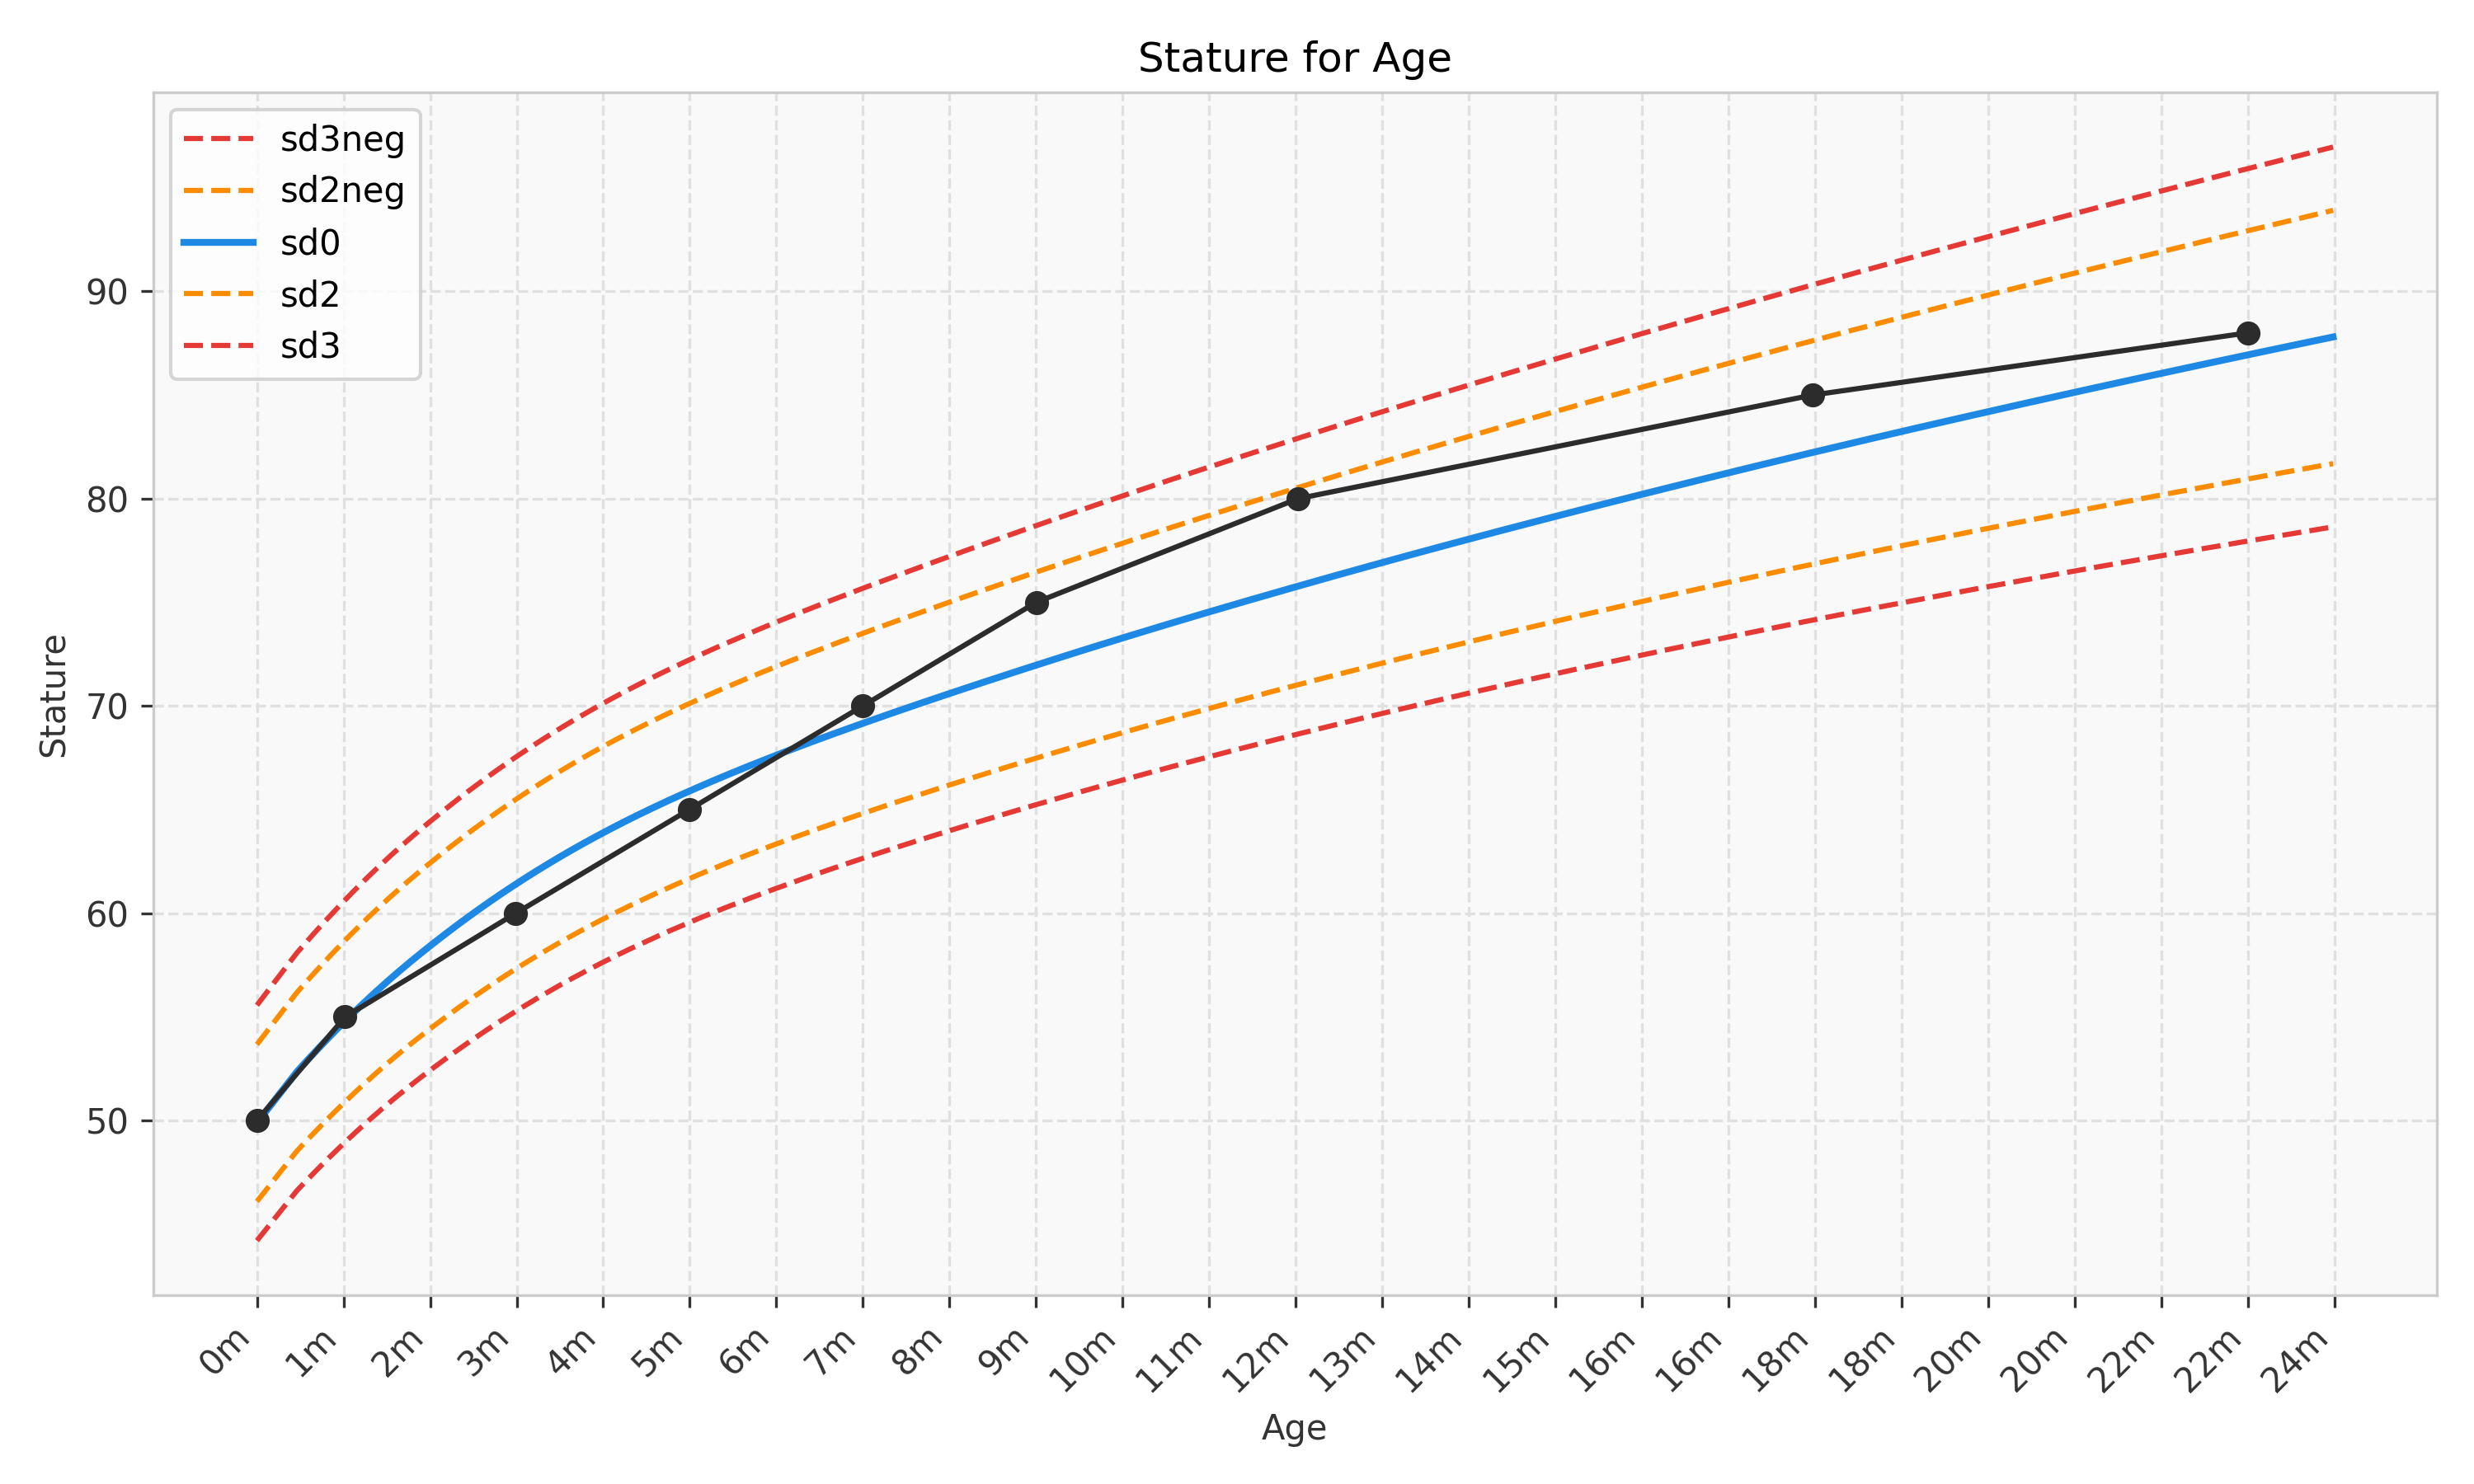 Stature for Age
sd3neg
sd2neg
sd0
sd2
sd3
90
80
70
60
50
Stature
0m 1m 2m 3m 4m 5m 6m 7m 8m 9m 10m 11m 12m 13m 14m 15m 16m 16m 18m 18m 20m 20m 22m 22m 24m
Age